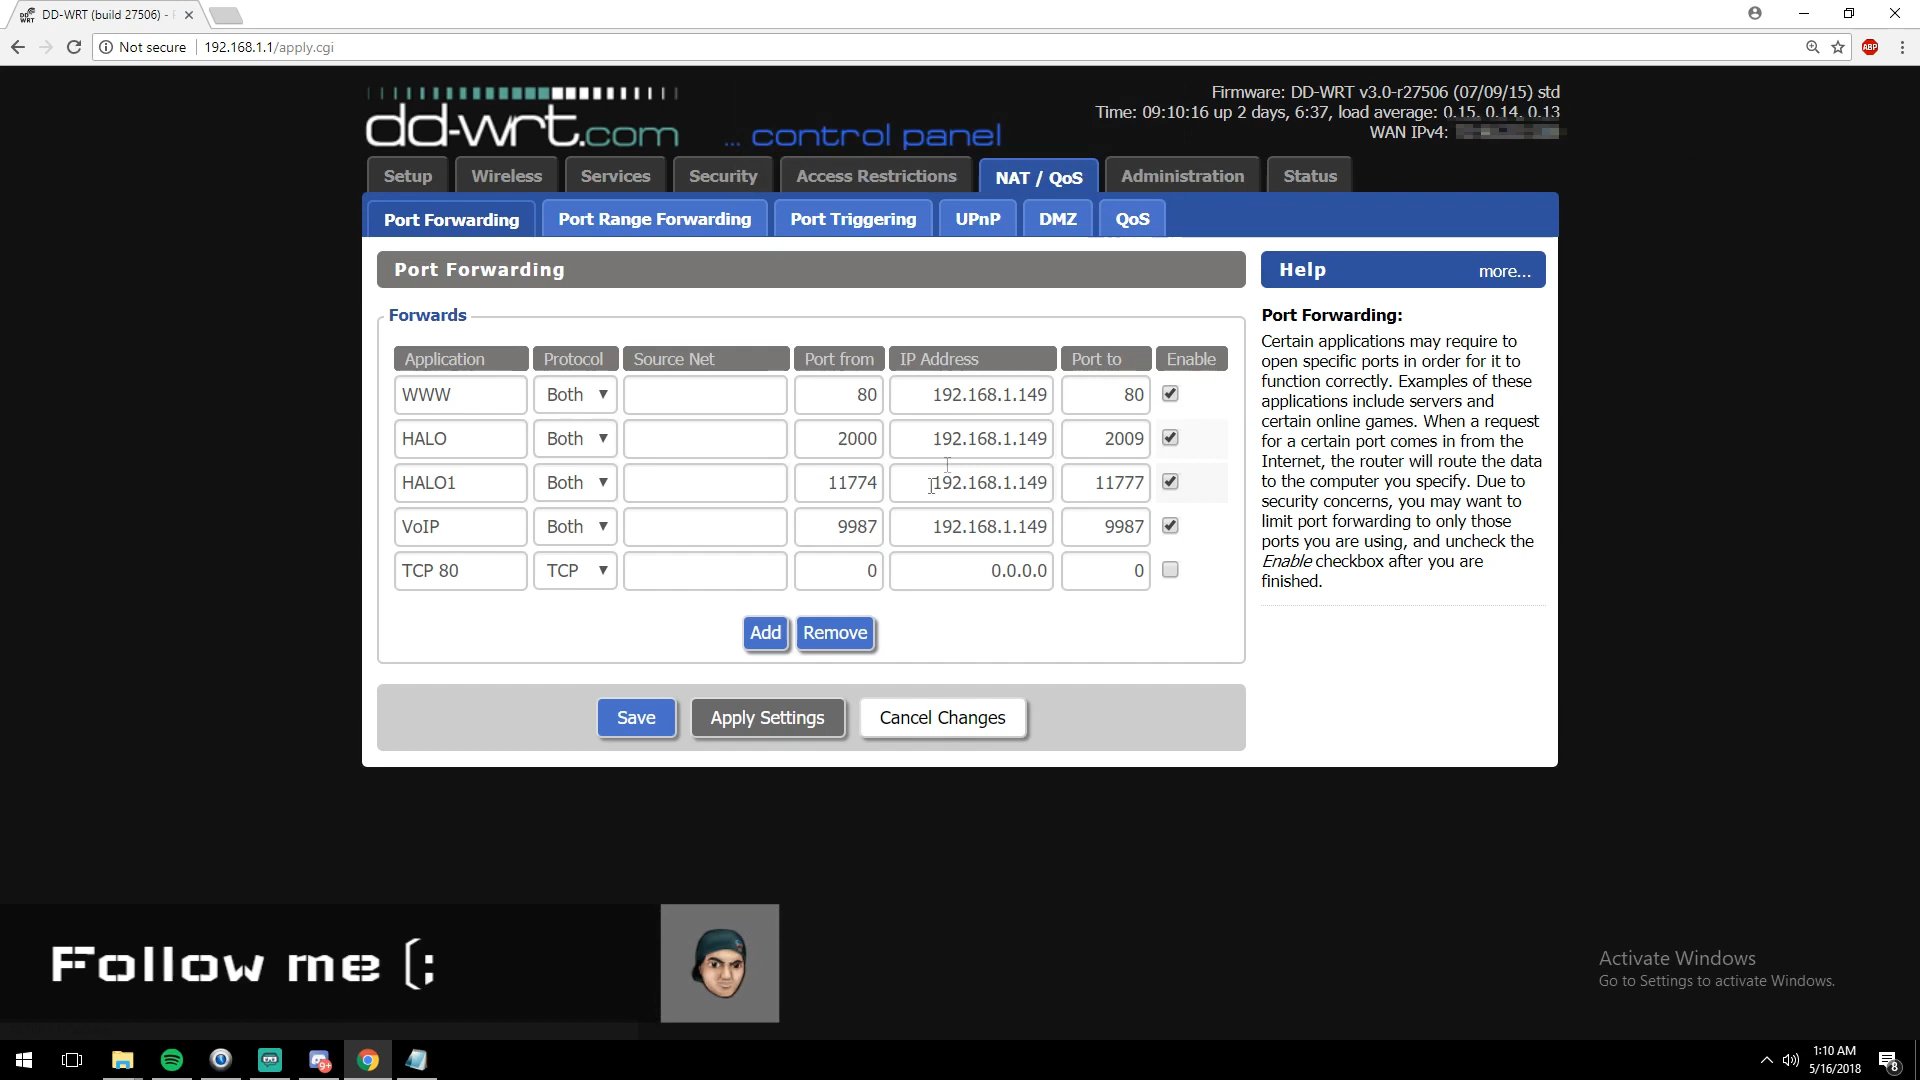 DD-WRT (build 27506) -
Not secure
192.168.1.1/apply.cgi
ABP
dd-wrt.com
... control panel
Firmware: DD-WRT v3.0-r27506 (07/09/15) std
Time: 09:10:16 up 2 days, 6:37, load average: 0.15, 0.14, 0.13
WAN IPv4:
Setup
Wireless
Services
Security
Access Restrictions
NAT / QoS
Administration
Status
Port Forwarding
Port Range Forwarding
Port Triggering
UPnP
DMZ
QoS
Port Forwarding
Forwards
Application Protocol Source Net Port from IP Address Port to Enable
WWW Both 80 192.168.1.149 80
HALO Both 2000 192.168.1.149 2009
HALO1 Both 11774 192.168.1.149 11777
VoIP Both 9987 192.168.1.149 9987
TCP 80 TCP 0 0.0.0.0 0
Add
Remove
Save
Apply Settings
Cancel Changes
Help
more...
Port Forwarding:
Certain applications may require to
open specific ports in order for it to
function correctly. Examples of these
applications include servers and
certain online games. When a request
for a certain port comes in from the
Internet, the router will route the data
to the computer you specify. Due to
security concerns, you may want to
limit port forwarding to only those
ports you are using, and uncheck the
Enable checkbox after you are
finished.
Follow me (;
Activate Windows
Go to Settings to activate Windows.
9+
1:10 AM
5/16/2018
8